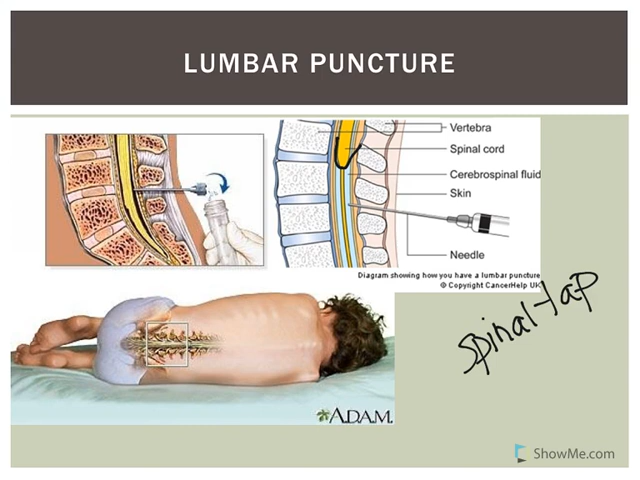 LUMBAR PUNCTURE
Vertebra
Spinal cord
Cerebrospinal fluid
Skin
Needle
Diagram showing how you have a lumbar puncture
© Copyright CancerHelp UK
spinal tap
A.D.A.M.
ShowMe.com